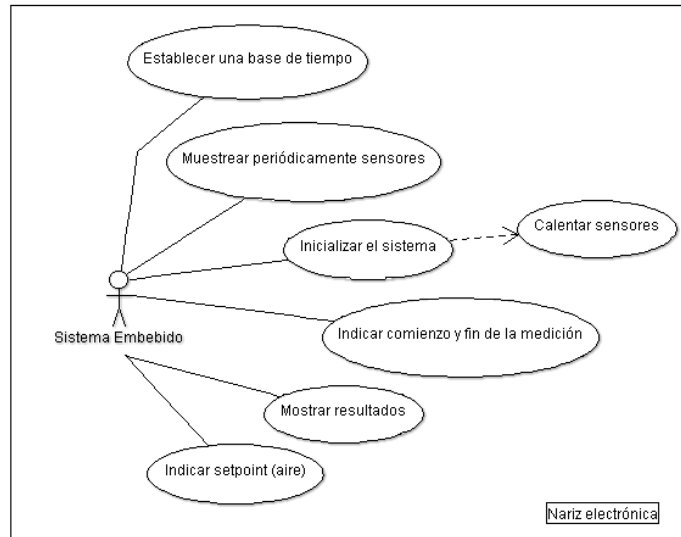 Establecer una base de tiempo
Muestrear periódicamente sensores
Calentar sensores
Inicializar el sistema
Sistema Embebido
Indicar comienzo y fin de la medición
Mostrar resultados
Indicar setpoint (aire)
Nariz electrónica